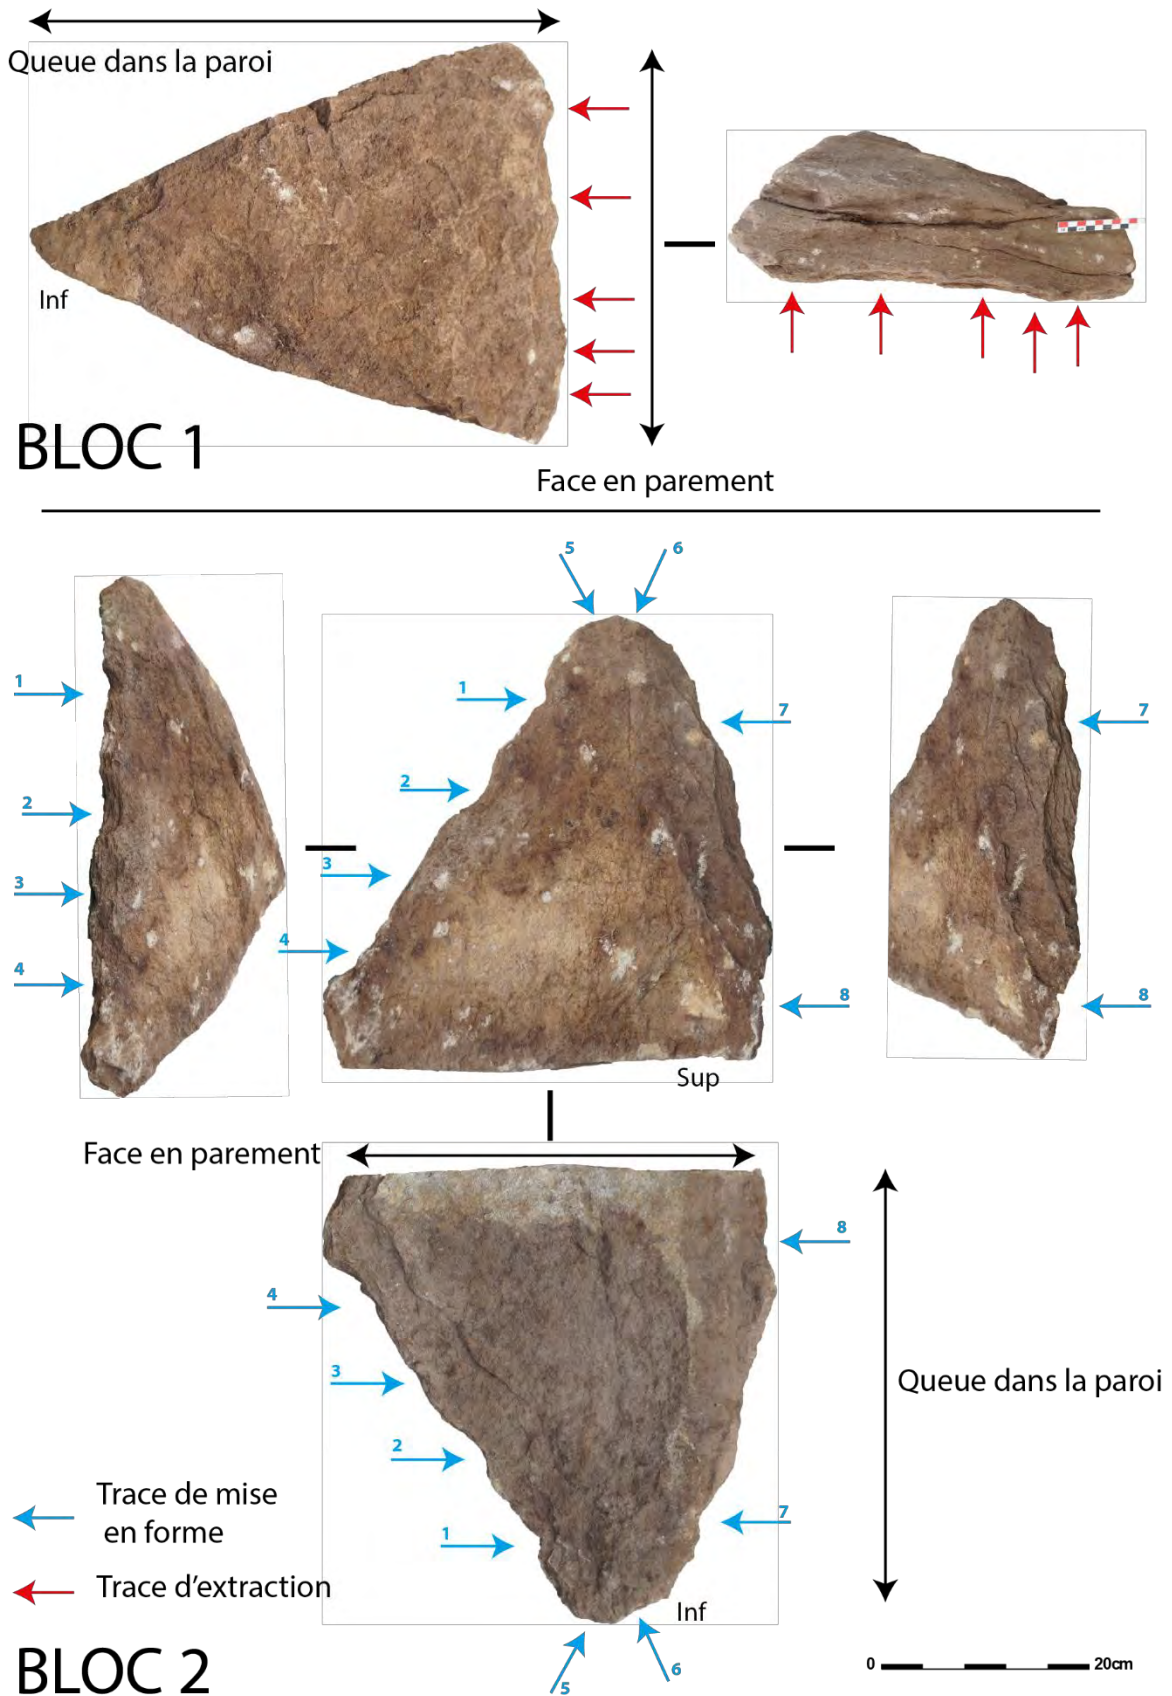 Queue dans la paroi
Inf
BLOC 1
Face en parement
5
6
1
1
7
7
2
2
3
3
4
4
8
8
Sup
Face en parement
8
4
3
Queue dans la paroi
2
Trace de mise
en forme
7
1
Trace d'extraction
Inf
BLOC 2
6
5
0
20cm